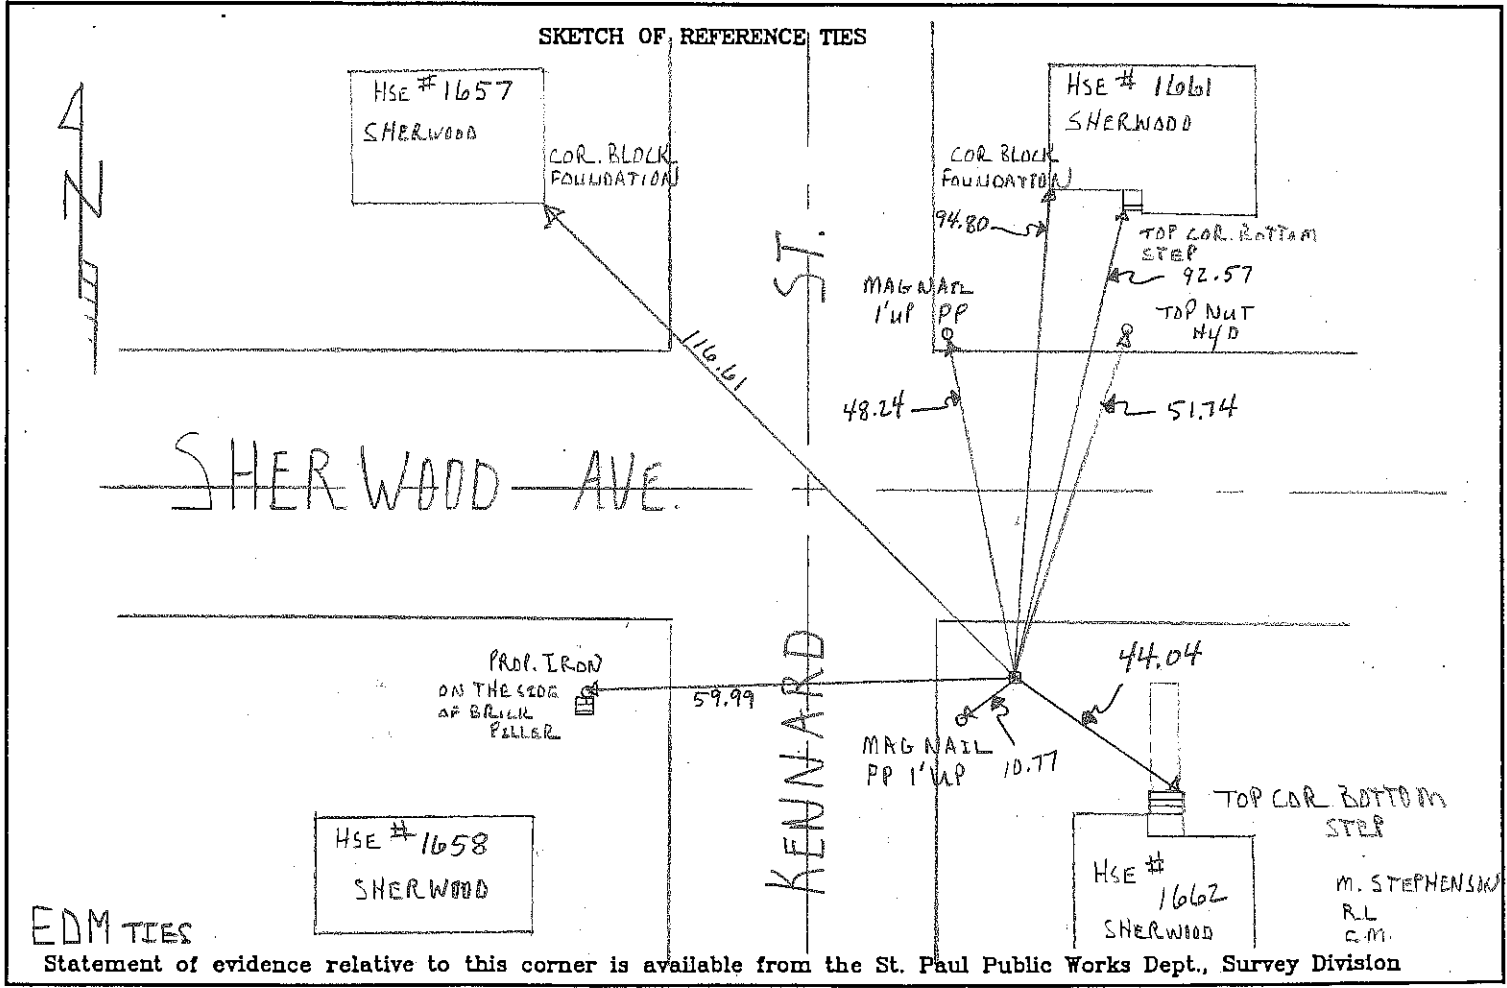 SKETCH OF REFERENCE TIES
HSE # 1657
SHERWOOD
COR. BLOCK
FOUNDATION
HSE # 1661
SHERWOOD
COR BLOCK
FOUNDATION
94.80
TOP COR. BOTTOM
STEP
92.57
N
ST.
MAG NAIL
1'UP PP
TOP NUT
HYD
116.61
48.24
51.74
SHERWOOD AVE.
PROP. IRON
ON THE SIDE
OF BRICK
PILLER
59.99
KENNARD
44.04
MAG NAIL
PP 1'UP
10.77
TOP COR. BOTTOM
STEP
HSE # 1658
SHERWOOD
HSE #
1662
SHERWOOD
M. STEPHENSON
R.L
C.M.
EDM TIES
Statement of evidence relative to this corner is available from the St. Paul Public Works Dept., Survey Division